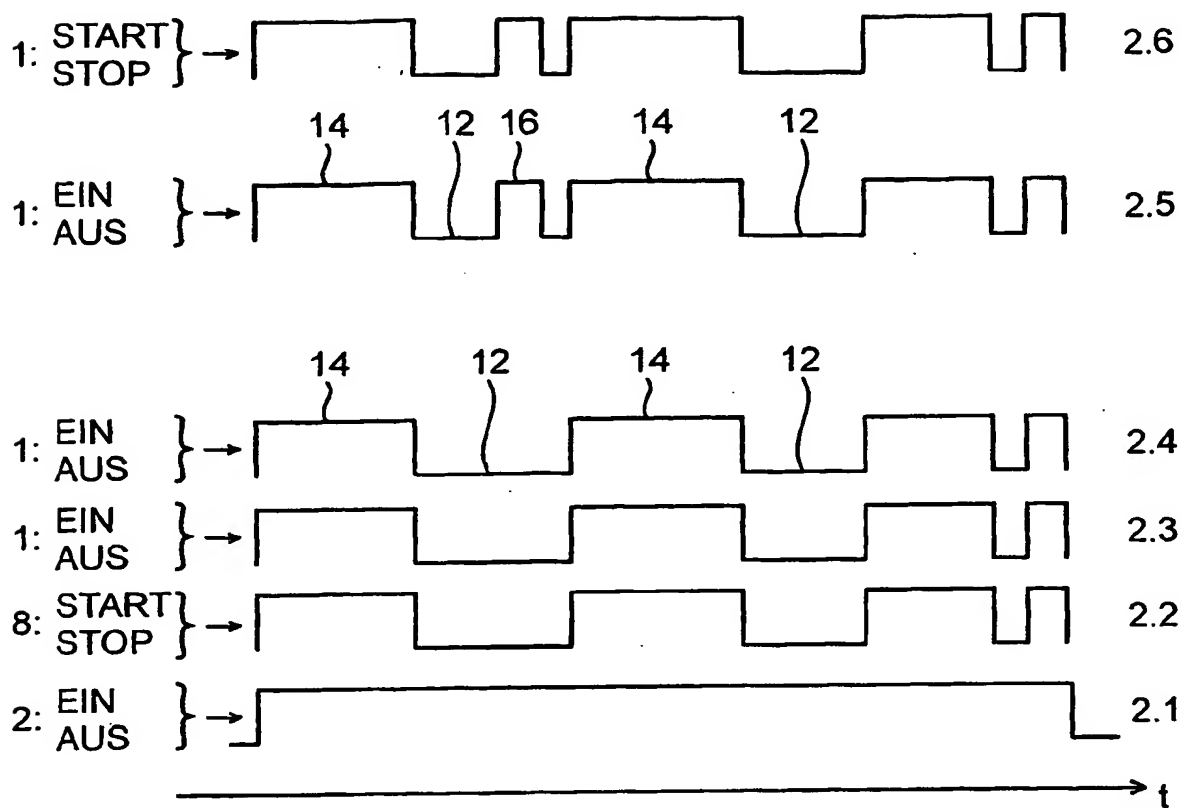 1: START STOP } → 2.6
14 12 16 14 12
1: EIN AUS } → 2.5
14 12 14 12
1: EIN AUS } → 2.4
1: EIN AUS } → 2.3
8: START STOP } → 2.2
2: EIN AUS } → 2.1
t